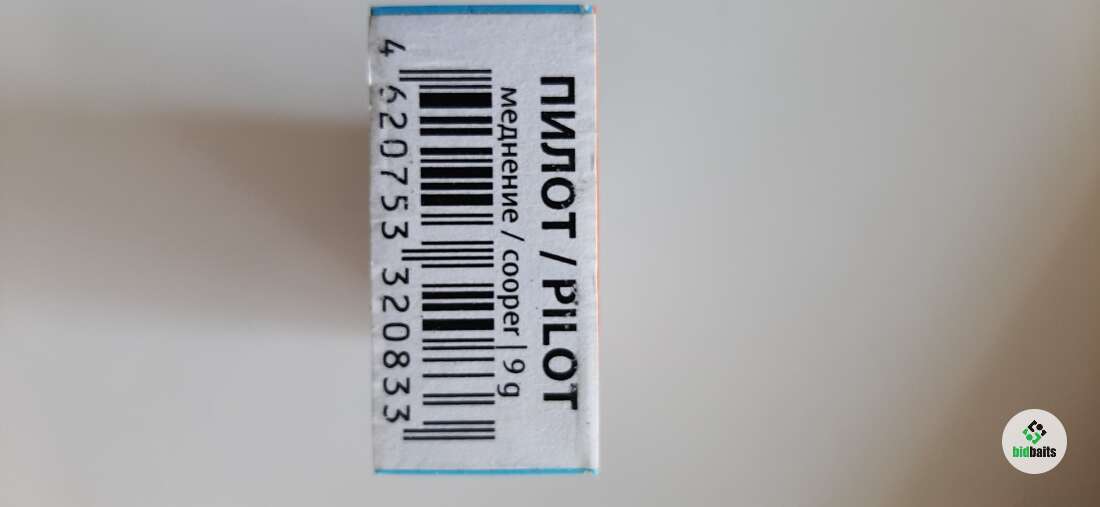 ПИЛОТ / PILOT
меднение / cooper | 9 g
4 620753 320833
bidbaits